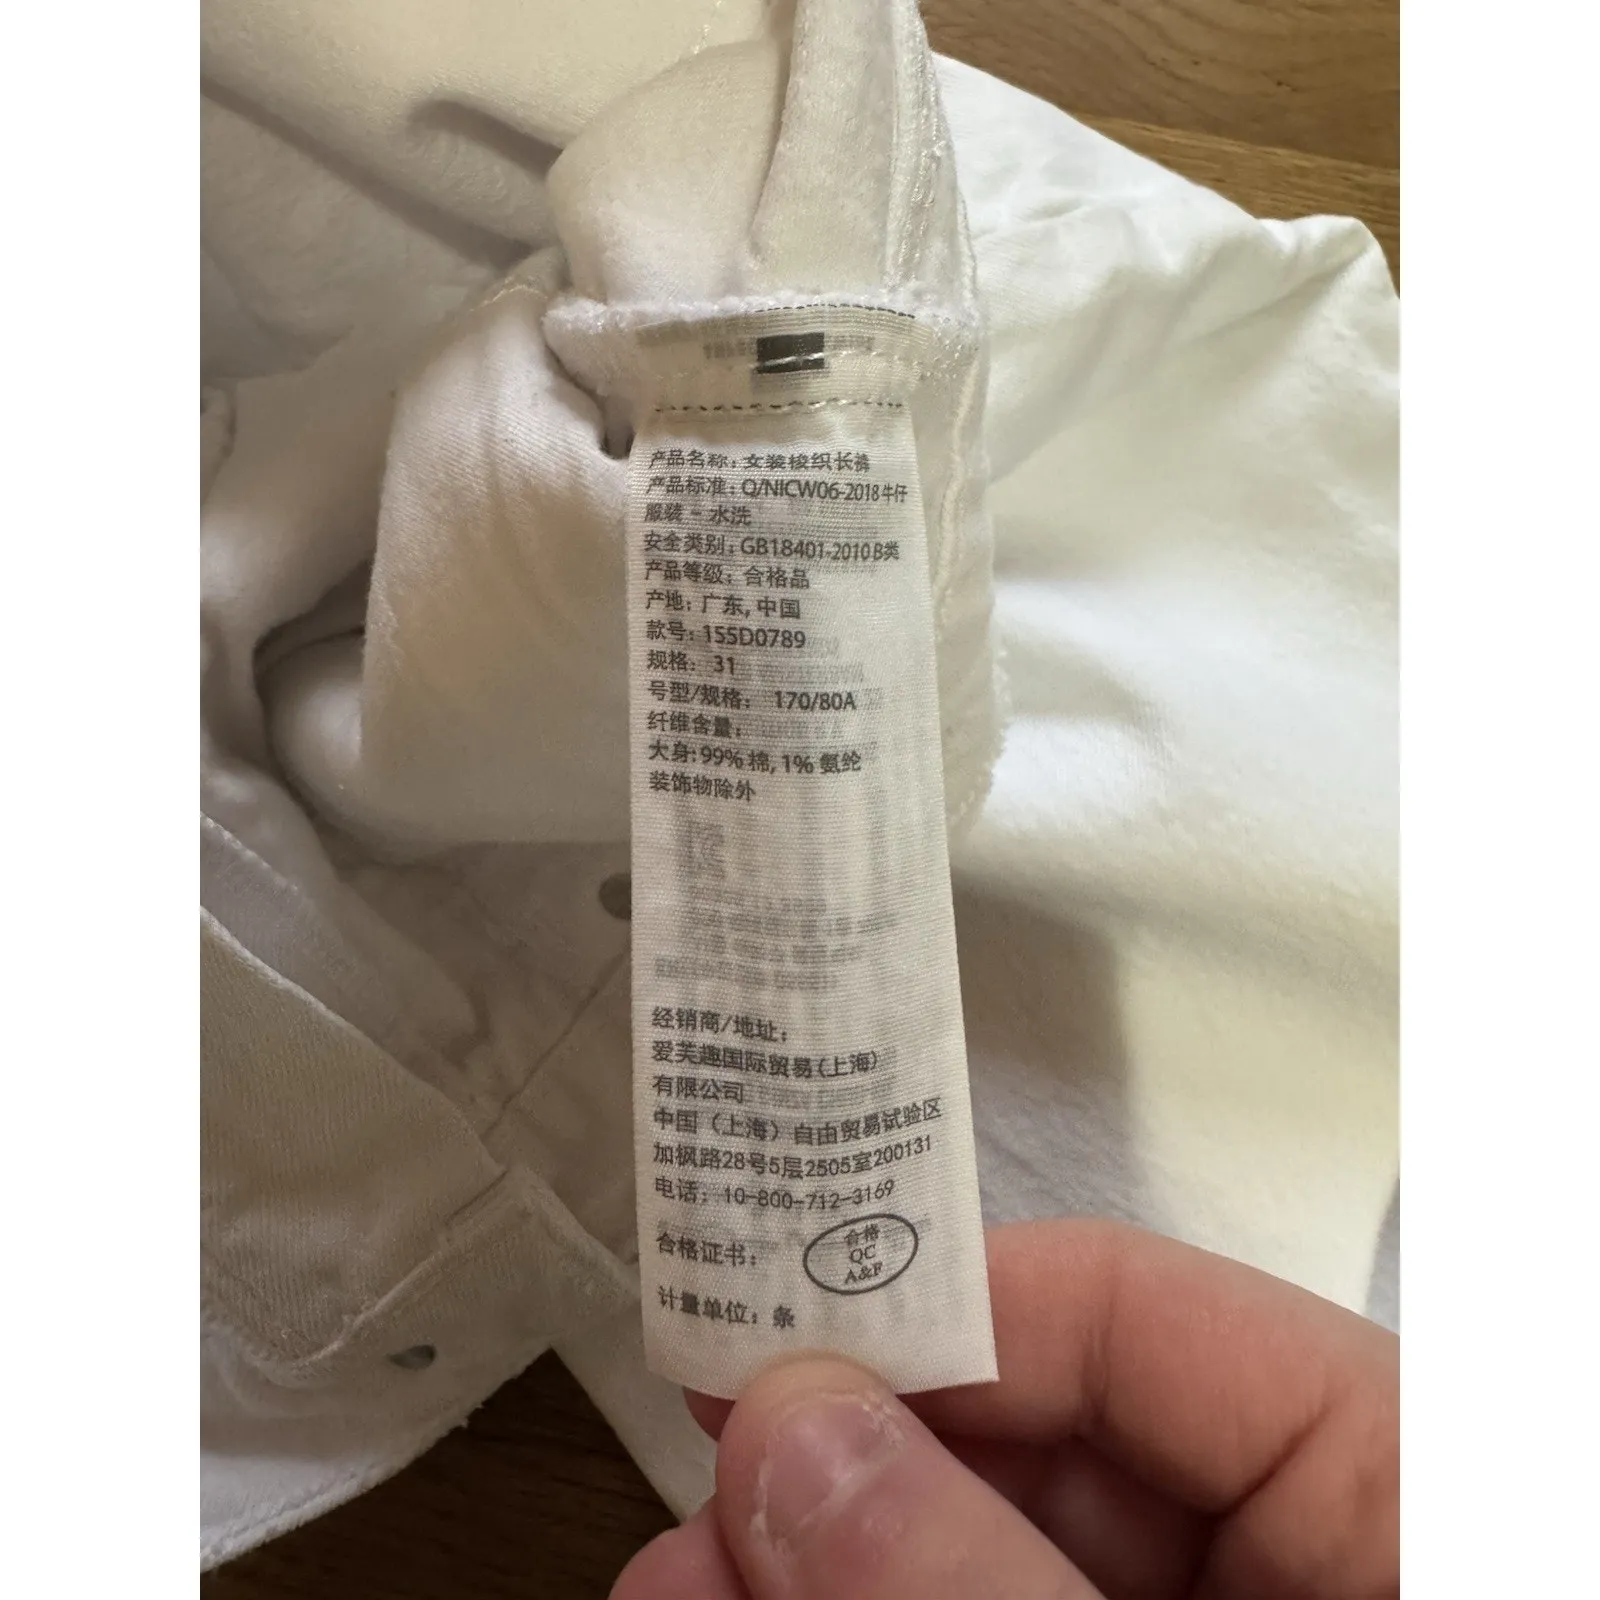 产品名称：女装梭织长裤
产品标准：Q/NICW06-2018 牛仔
服装 - 水洗
安全类别：GB18401-2010 B类
产品等级：合格品
产地：广东, 中国
款号：155D0789
规格： 31
号型/规格： 170/80A
纤维含量：
大身: 99% 棉, 1% 氨纶
装饰物除外
经销商/地址：
爱芙趣国际贸易(上海)
有限公司
中国（上海）自由贸易试验区
加枫路28号5层2505室200131
电话：10-800-712-3169
合格证书：
合格
QC
A&F
计量单位：条